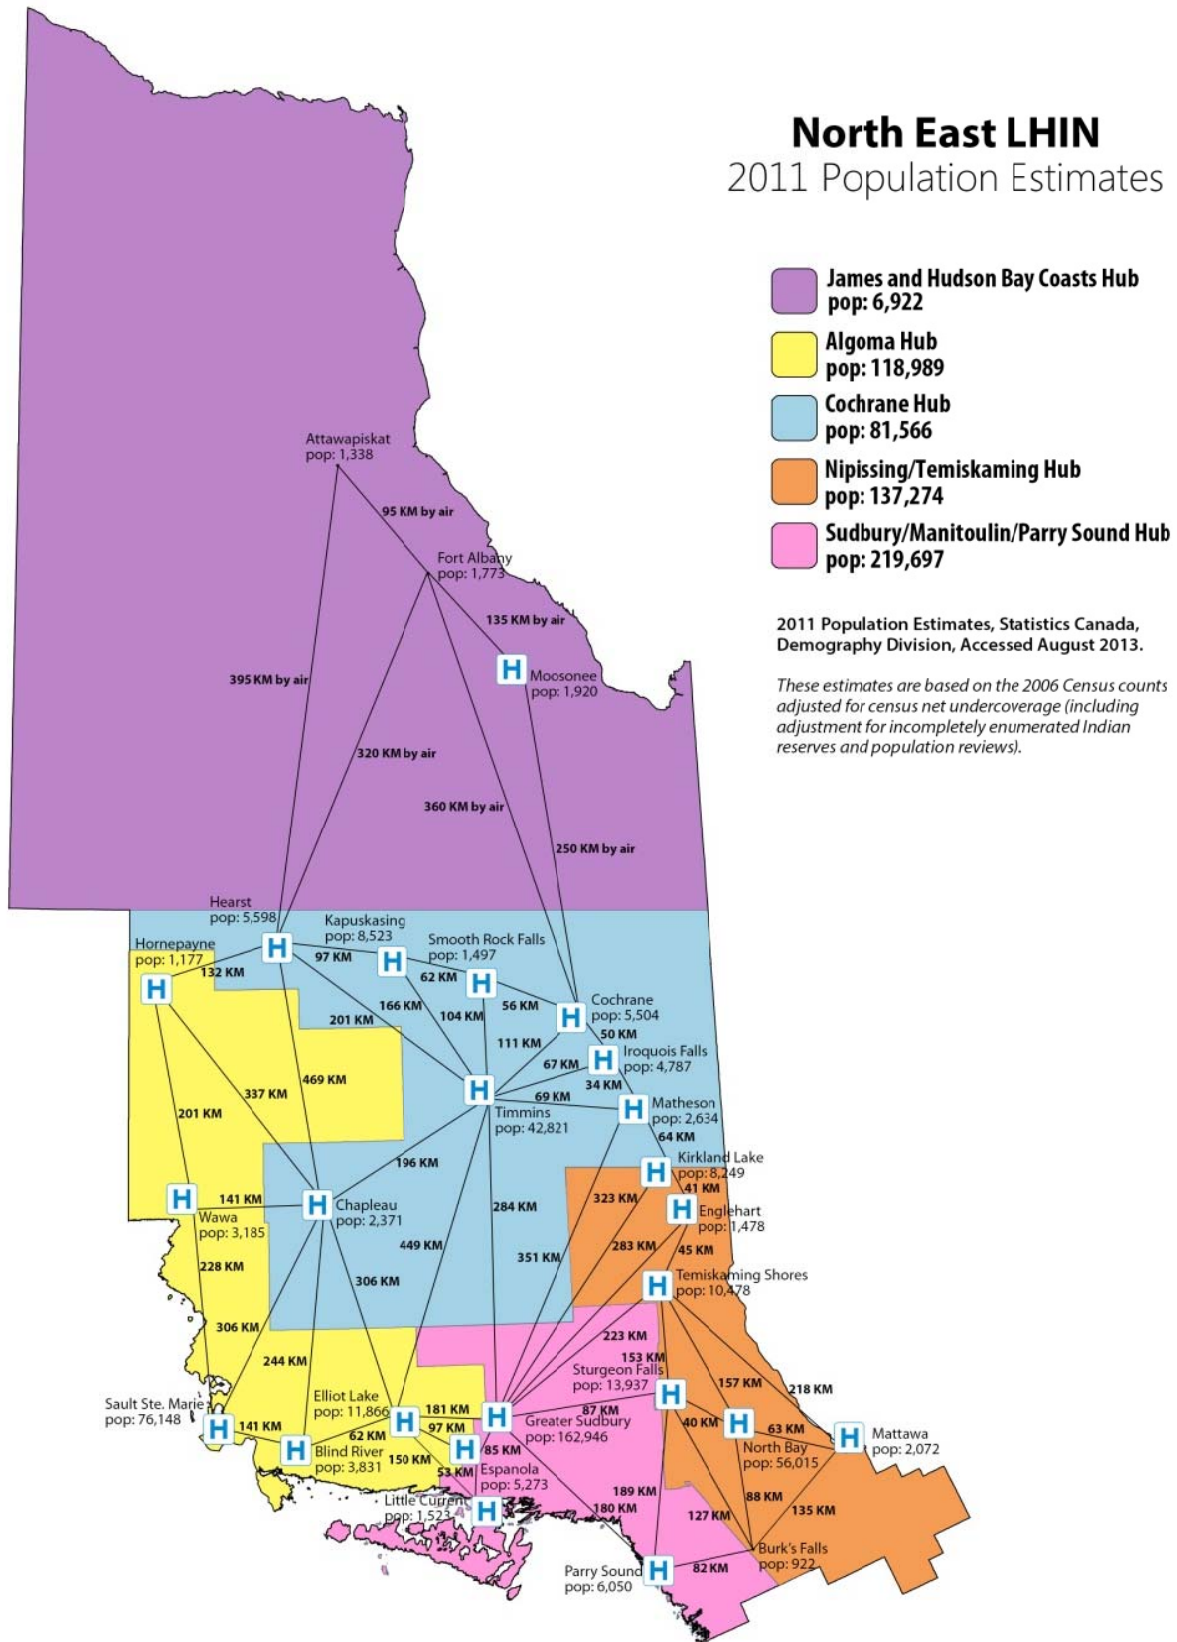 North East LHIN
2011 Population Estimates
James and Hudson Bay Coasts Hub
pop: 6,922
Algoma Hub
pop: 118,989
Cochrane Hub
pop: 81,566
Nipissing/Temiskaming Hub
pop: 137,274
Sudbury/Manitoulin/Parry Sound Hub
pop: 219,697
2011 Population Estimates, Statistics Canada,
Demography Division, Accessed August 2013.
These estimates are based on the 2006 Census counts
adjusted for census net undercoverage (including
adjustment for incompletely enumerated Indian
reserves and population reviews).
Attawapiskat
pop: 1,338
95 KM by air
Fort Albany
pop: 1,773
135 KM by air
H
Moosonee
pop: 1,920
395 KM by air
320 KM by air
360 KM by air
250 KM by air
Hearst
pop: 5,598
H
Kapuskasing
pop: 8,523
H
Smooth Rock Falls
pop: 1,497
H
Hornepayne
pop: 1,177
H
132 KM
97 KM
62 KM
56 KM
Cochrane
pop: 5,504
H
166 KM
104 KM
201 KM
111 KM
50 KM
Iroquois Falls
pop: 4,787
H
67 KM
34 KM
469 KM
337 KM
69 KM
Timmins
pop: 42,821
H
Matheson
pop: 2,634
H
201 KM
64 KM
196 KM
Kirkland Lake
pop: 8,249
H
41 KM
323 KM
141 KM
H
Wawa
pop: 3,185
H
Chapleau
pop: 2,371
284 KM
Englehart
pop: 1,478
H
283 KM
45 KM
449 KM
351 KM
228 KM
306 KM
Temiskaming Shores
pop: 10,478
H
306 KM
223 KM
153 KM
244 KM
Sturgeon Falls
pop: 13,937
H
157 KM
218 KM
Sault Ste. Marie
pop: 76,148
H
Elliot Lake
pop: 11,866
H
181 KM
87 KM
141 KM
62 KM
97 KM
H
Greater Sudbury
pop: 162,946
40 KM
63 KM
H
Mattawa
pop: 2,072
H
Blind River
pop: 3,831
150 KM
H
85 KM
H
North Bay
pop: 56,015
53 KM
Espanola
pop: 5,273
Little Current
pop: 1,523
H
189 KM
180 KM
88 KM
127 KM
135 KM
Burk's Falls
pop: 922
Parry Sound
pop: 6,050
H
82 KM